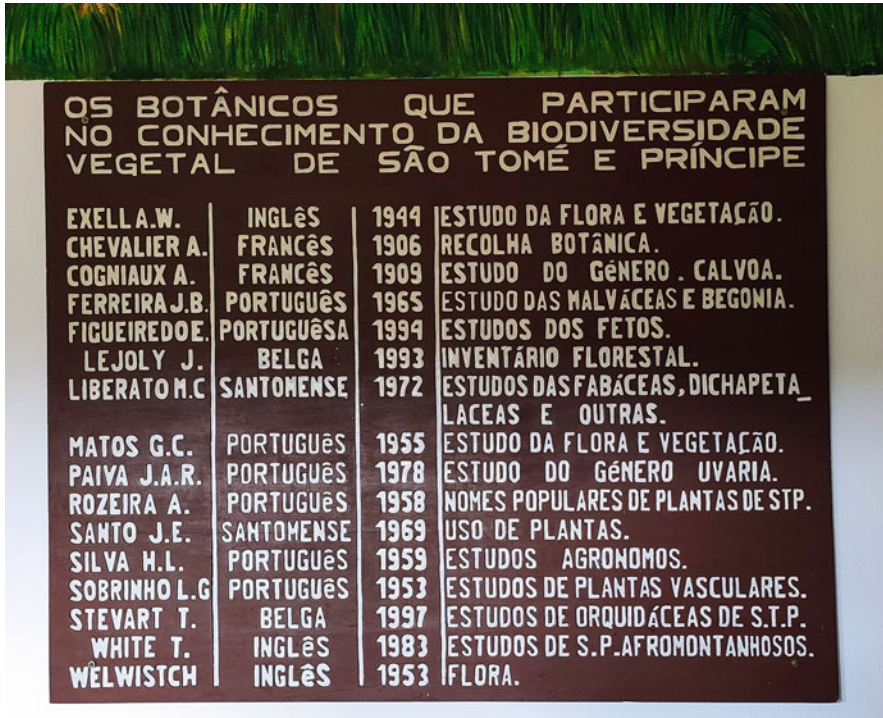 OS BOTÂNICOS QUE PARTICIPARAM
NO CONHECIMENTO DA BIODIVERSIDADE
VEGETAL DE SÃO TOMÉ E PRÍNCIPE
EXELL A.W. INGLêS 1944 ESTUDO DA FLORA E VEGETAÇÃO.
CHEVALIER A. FRANCêS 1906 RECOLHA BOTÂNICA.
COGNIAUX A. FRANCêS 1909 ESTUDO DO GÉNERO. CALVOA.
FERREIRA J.B. PORTUGUêS 1965 ESTUDO DAS MALVÁCEAS E BEGONIA.
FIGUEIREDO E. PORTUGUêSA 1994 ESTUDOS DOS FETOS.
LEJOLY J. BELGA 1993 INVENTÁRIO FLORESTAL.
LIBERATO M.C SANTOMENSE 1972 ESTUDOS DAS FABÁCEAS, DICHAPETA_
LACEAS E OUTRAS.
MATOS G.C. PORTUGUêS 1955 ESTUDO DA FLORA E VEGETAÇÃO.
PAIVA J.A.R. PORTUGUêS 1978 ESTUDO DO GÉNERO UVARIA.
ROZEIRA A. PORTUGUêS 1958 NOMES POPULARES DE PLANTAS DE STP.
SANTO J.E. SANTOMENSE 1969 USO DE PLANTAS.
SILVA H.L. PORTUGUêS 1959 ESTUDOS AGRONOMOS.
SOBRINHO L.G PORTUGUêS 1953 ESTUDOS DE PLANTAS VASCULARES.
STEVART T. BELGA 1997 ESTUDOS DE ORQUIDÁCEAS DE S.T.P.
WHITE T. INGLêS 1983 ESTUDOS DE S.P. AFROMONTANHOSOS.
WELWISTCH INGLêS 1953 FLORA.